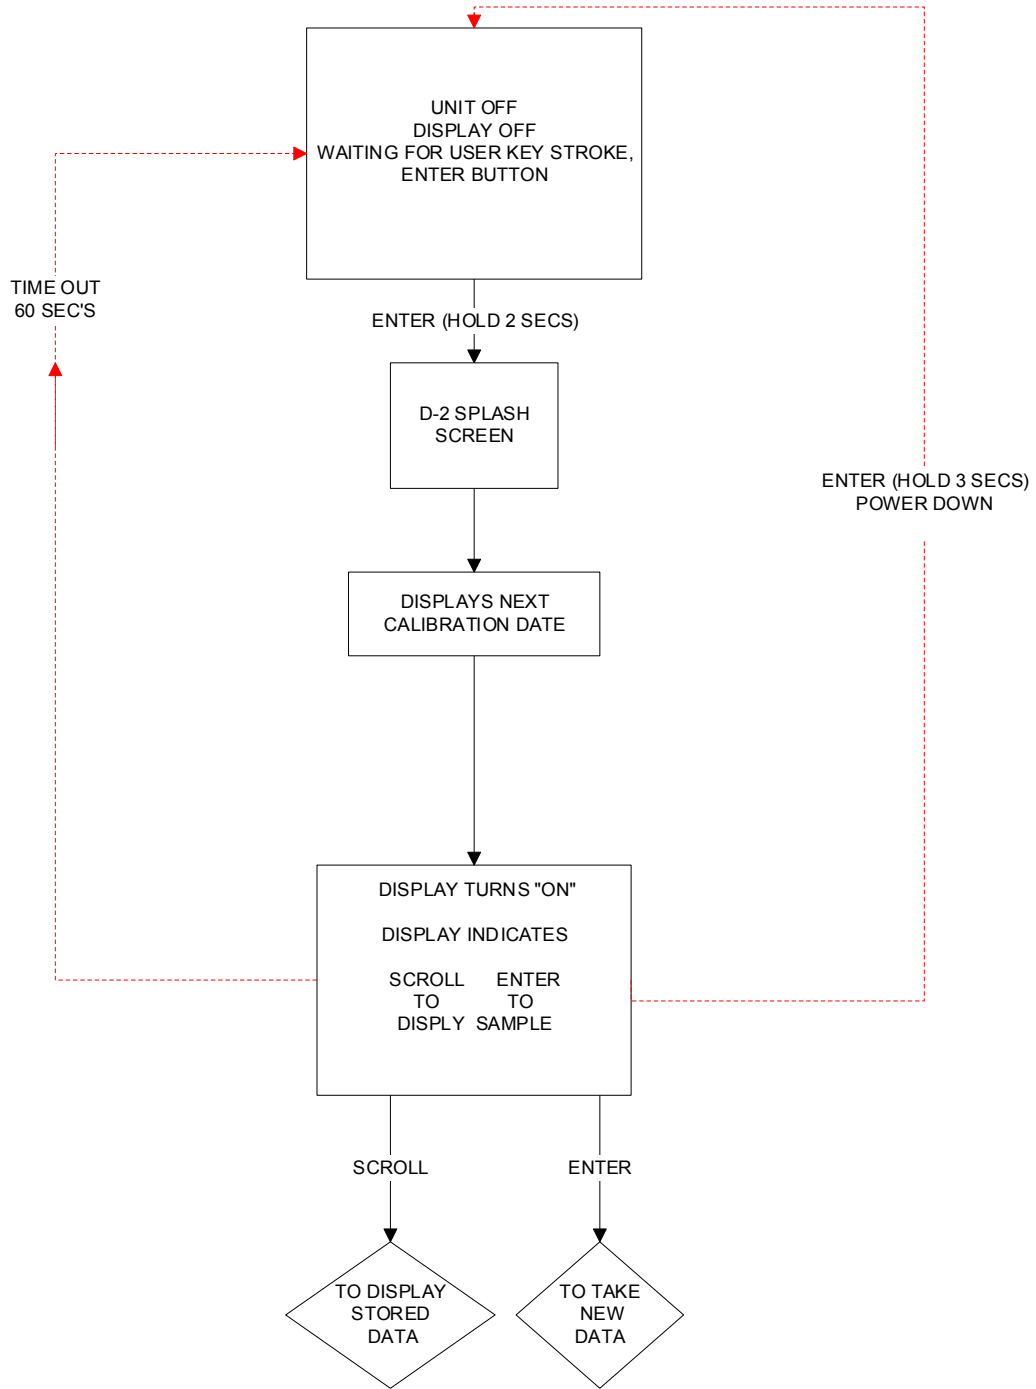 UNIT OFF
DISPLAY OFF
WAITING FOR USER KEY STROKE,
ENTER BUTTON
TIME OUT
60 SEC'S
ENTER (HOLD 2 SECS)
D-2 SPLASH
SCREEN
ENTER (HOLD 3 SECS)
POWER DOWN
DISPLAYS NEXT
CALIBRATION DATE
DISPLAY TURNS "ON"
DISPLAY INDICATES
SCROLL ENTER
TO TO
DISPLY SAMPLE
SCROLL
ENTER
TO DISPLAY
STORED
DATA
TO TAKE
NEW
DATA